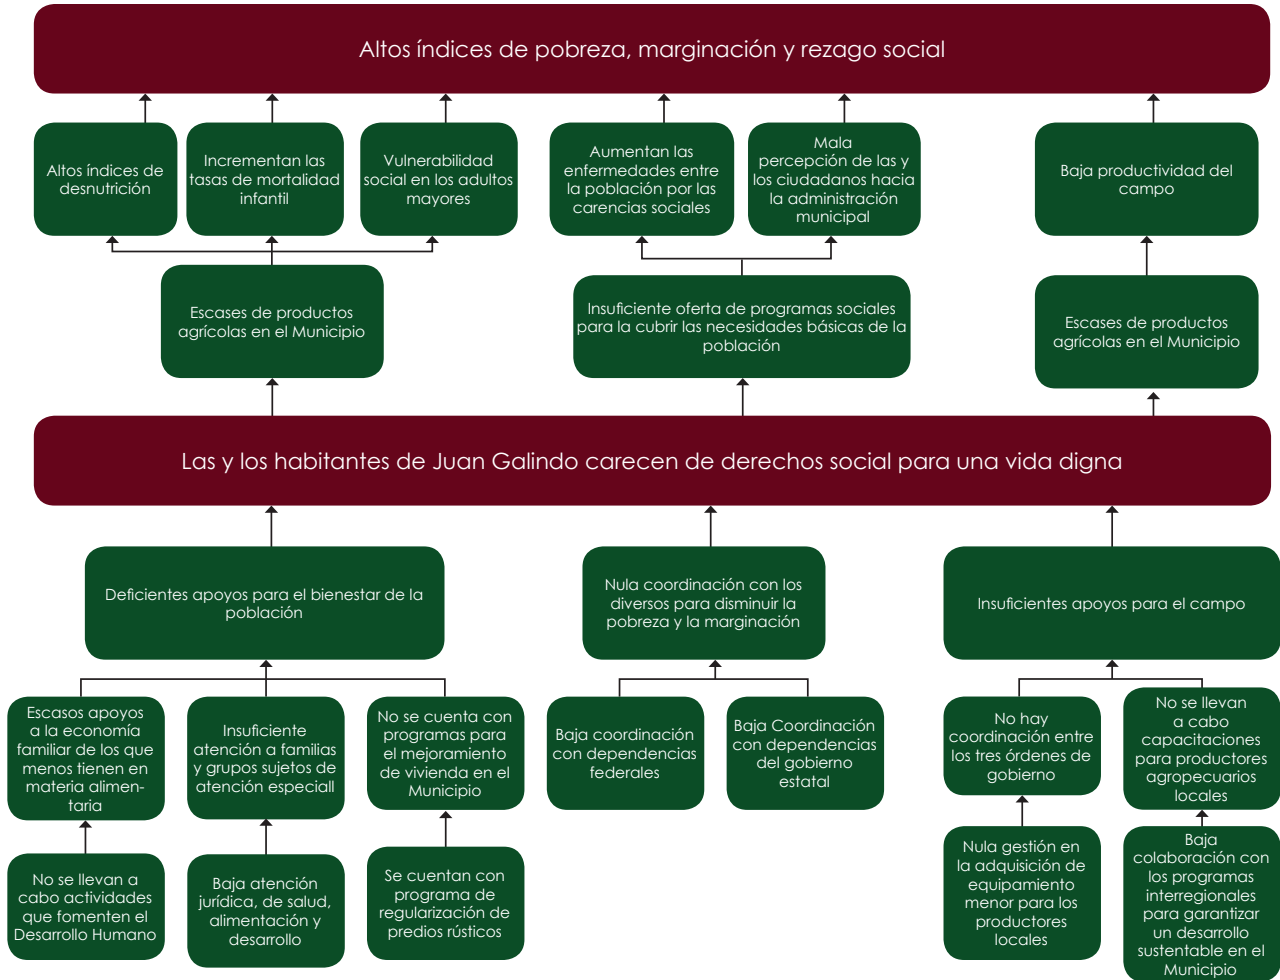 Altos índices de pobreza, marginación y rezago social
Altos índices de
desnutrición
Incrementan las
tasas de mortalidad
infantil
Vulnerabilidad
social en los adultos
mayores
Aumentan las
enfermedades entre
la población por las
carencias sociales
Mala
percepción de las y
los ciudadanos hacia
la administración
municipal
Baja productividad del
campo
Escases de productos
agrícolas en el Municipio
Insuficiente oferta de programas sociales
para la cubrir las necesidades básicas de la
población
Escases de productos
agrícolas en el Municipio
Las y los habitantes de Juan Galindo carecen de derechos social para una vida digna
Deficientes apoyos para el bienestar de la
población
Nula coordinación con los
diversos para disminuir la
pobreza y la marginación
Insuficientes apoyos para el campo
Escasos apoyos
a la economía
familiar de los que
menos tienen en
materia alimen-
taria
Insuficiente
atención a familias
y grupos sujetos de
atención especiall
No se cuenta con
programas para
el mejoramiento
de vivienda en el
Municipio
Baja coordinación
con dependencias
federales
Baja Coordinación
con dependencias
del gobierno
estatal
No hay
coordinación entre
los tres órdenes de
gobierno
No se llevan
a cabo
capacitaciones
para productores
agropecuarios
locales
No se llevan a
cabo actividades
que fomenten el
Desarrollo Humano
Baja atención
jurídica, de salud,
alimentación y
desarrollo
Se cuentan con
programa de
regularización de
predios rústicos
Nula gestión en
la adquisición de
equipamiento
menor para los
productores
locales
Baja
colaboración con
los programas
interregionales
para garantizar
un desarrollo
sustentable en el
Municipio